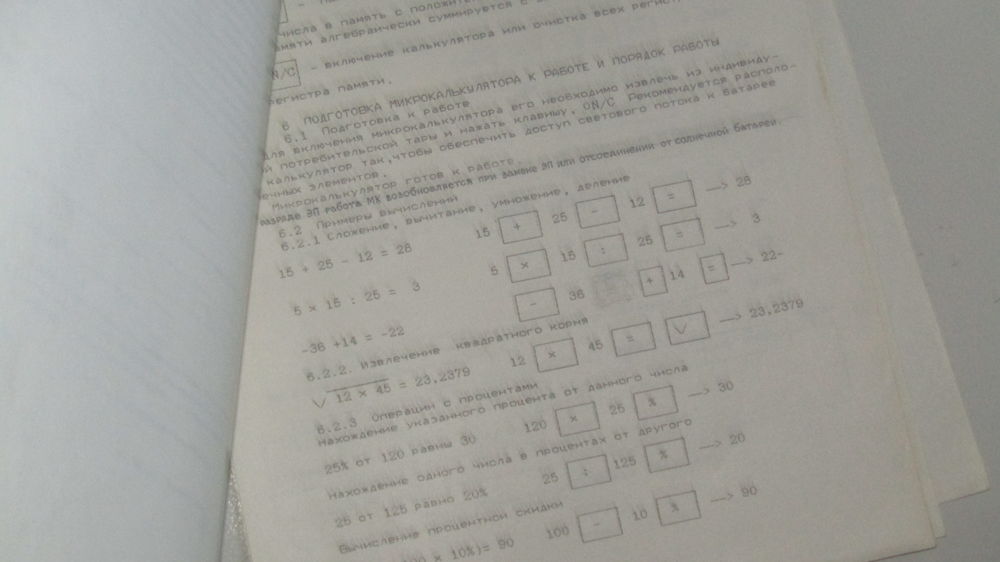 числа в память с положител
амяти алгебраически суммируется с
ON/C – включение калькулятора или очистка всех регист
регистра памяти.
6 ПОДГОТОВКА МИКРОКАЛЬКУЛЯТОРА К РАБОТЕ И ПОРЯДОК РАБОТЫ
6.1 Подготовка к работе
Для включения микрокалькулятора его необходимо извлечь из индивиду-
й потребительской тары и нажать клавишу, ON/C Рекомендуется располо-
калькулятор так,чтобы обеспечить доступ светового потока к батарее
ечных элементов.
Микрокалькулятор готов к работе.
разряде ЭП работа МК возобновляется при замене ЭП или отсоединении от солнечной батареи.
6.2 Примеры вычислений
6.2.1 Сложение, вычитание, умножение, деление
15 + 25 - 12 = 28 15 + 25 - 12 = —> 28
5 × 15 : 25 = 3 5 × 15 : 25 = —> 3
-36 +14 = -22 - 36 + 14 = —> 22-
6.2.2. Извлечение квадратного корня
√ 12 × 45 = 23,2379 12 × 45 = √ —> 23,2379
6.2.3 Операции с процентами
Нахождение указанного процента от данного числа
25% от 120 равны 30 120 × 25 % —> 30
Нахождение одного числа в процентах от другого
25 от 125 равно 20% 25 : 125 % —> 20
Вычисление процентной скидки
× 10%)= 90 100 - 10 % —> 90